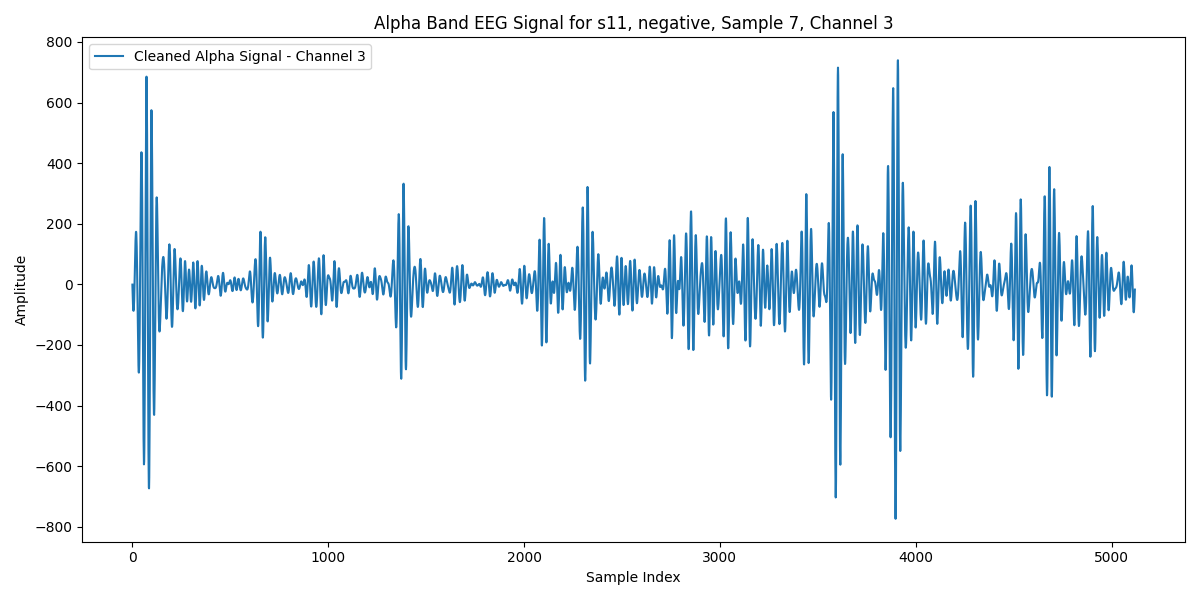 Alpha Band EEG Signal for s11, negative, Sample 7, Channel 3
Cleaned Alpha Signal - Channel 3
Amplitude
800
600
400
200
0
−200
−400
−600
−800
0 1000 2000 3000 4000 5000
Sample Index